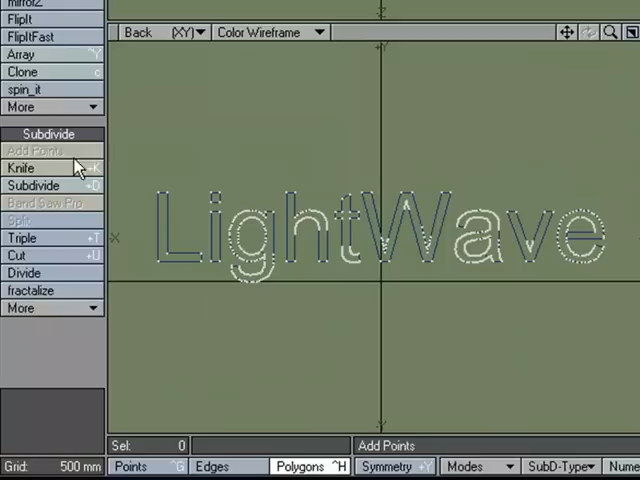 mirrorZ
FlipIt
FlipItFast
Array ^Y
Clone c
spin_it
More
Subdivide
Add Points
Knife +K
Subdivide +D
Band Saw Pro
Split
Triple +T
Cut +U
Divide
fractalize
More
Grid: 500 mm
Back (XY) Color Wireframe
+Y
-X
LightWave
Sel: 0 Add Points
Points ^G Edges Polygons ^H Symmetry +Y Modes SubD-Type Nume